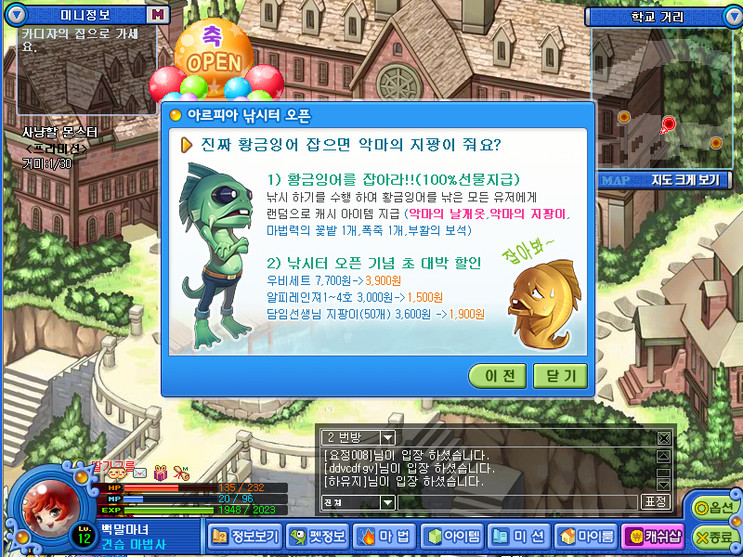 미니정보
M
카디쟈의 집으로 가세
요.
사냥할 몬스터
<프라미선>
거미:1/30
축
OPEN
학교 거리
MAP 지도 크게 보기
아르피아 낚시터 오픈
진짜 황금잉어 잡으면 악마의 지팡이 줘요?
1) 황금잉어를 잡아라!!(100%선물지급)
낚시 하기를 수행 하여 황금잉어를 낚은 모든 유저에게
랜덤으로 캐시 아이템 지급 (악마의 날개옷,악마의 지팡이,
마법력의 꽃밭 1개,폭죽 1개,부활의 보석)
2) 낚시터 오픈 기념 초 대박 할인
우비세트 7,700원->3,900원
알피레인져1~4호 3,000원->1,500원
담임선생님 지팡이(50개) 3,600원 ->1,900원
잡아봐~
이 전
닫 기
2 번방
[요정008]님이 입장 하셨습니다.
[ddvcdfgv]님이 입장 하셨습니다.
[하유지]님이 입장 하셨습니다.
전체
표정
HP 135 / 232
MP 20 / 96
EXP 1948 / 2023
Lv.
12
뻑말마녀
견습 마법사
정보보기
펫정보
마 법
아이템
미 션
마이룸
캐쉬샵
옵션
종료